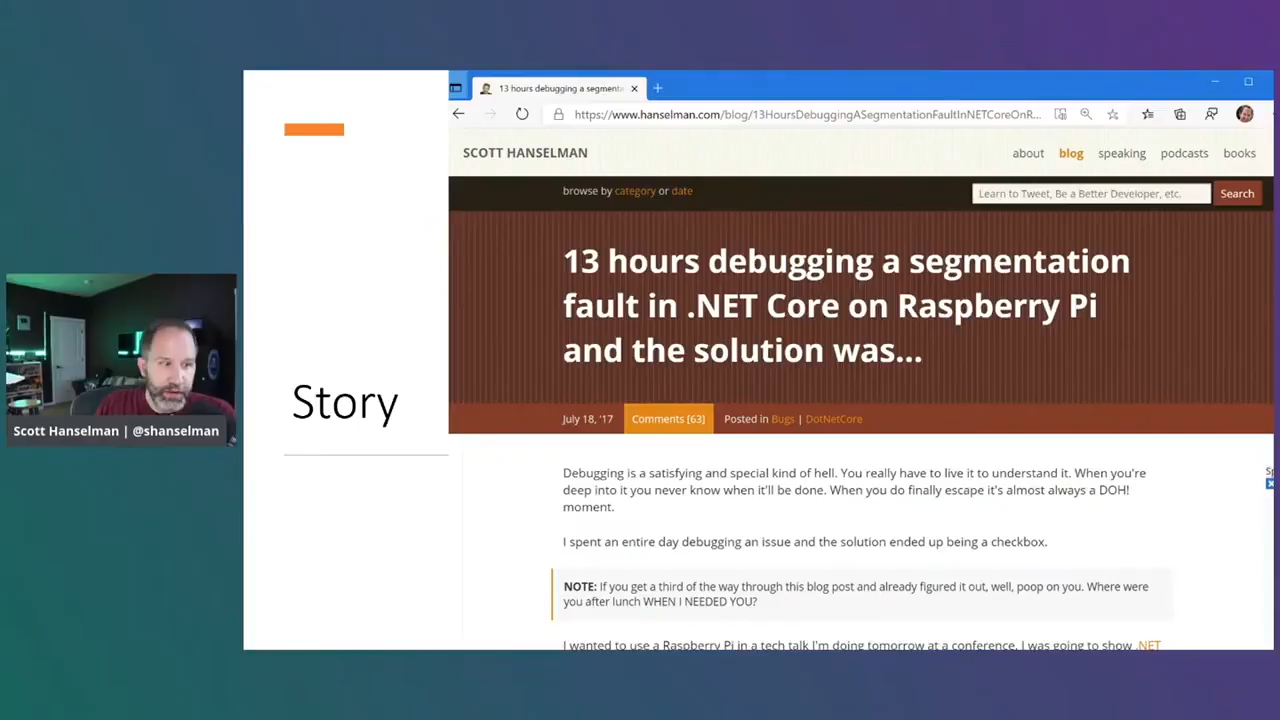 Story
Scott Hanselman | @shanselman
13 hours debugging a segment
https://www.hanselman.com/blog/13HoursDebuggingASegmentationFaultInNETCoreOnR...
SCOTT HANSELMAN
about blog speaking podcasts books
browse by category or date
Learn to Tweet, Be a Better Developer, etc. Search
13 hours debugging a segmentation
fault in .NET Core on Raspberry Pi
and the solution was...
July 18, '17 Comments [63] Posted in Bugs | DotNetCore
Debugging is a satisfying and special kind of hell. You really have to live it to understand it. When you're
deep into it you never know when it'll be done. When you do finally escape it's almost always a DOH!
moment.
I spent an entire day debugging an issue and the solution ended up being a checkbox.
NOTE: If you get a third of the way through this blog post and already figured it out, well, poop on you. Where were
you after lunch WHEN I NEEDED YOU?
I wanted to use a Raspberry Pi in a tech talk I'm doing tomorrow at a conference. I was going to show .NET